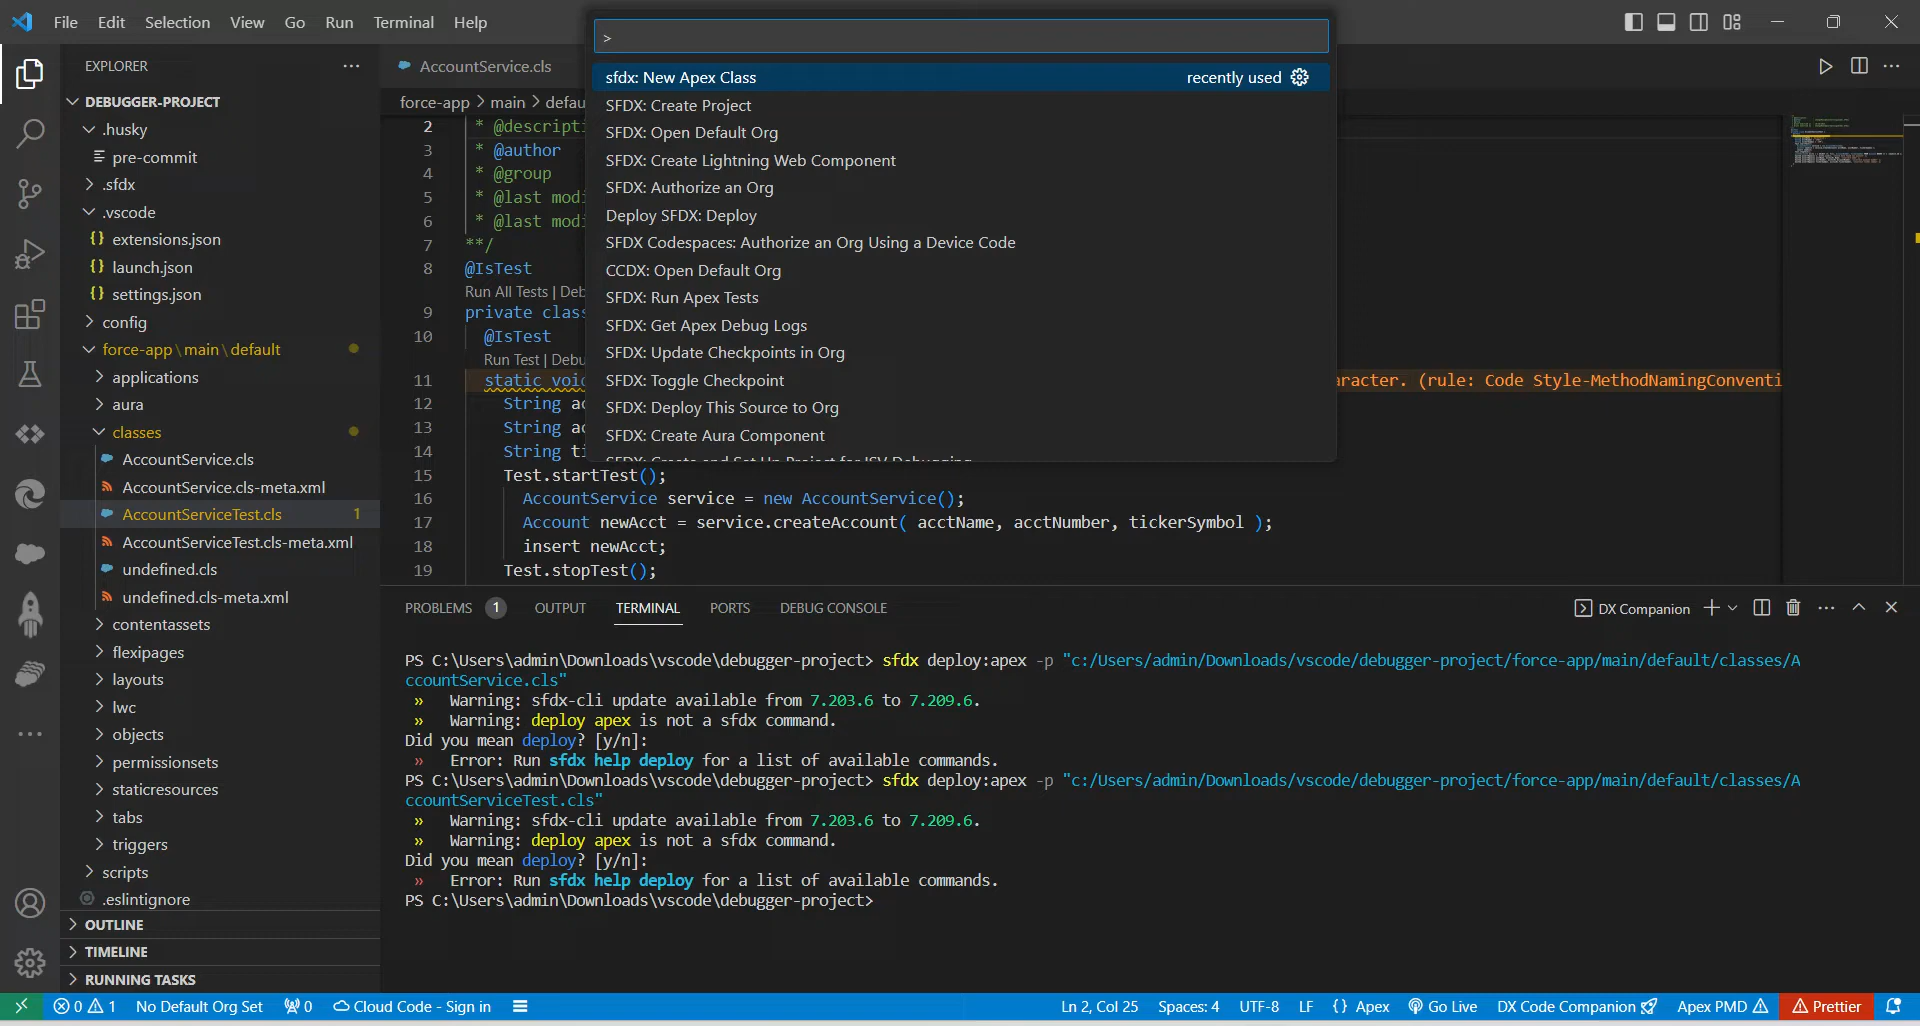 File Edit Selection View Go Run Terminal Help
>
sfdx: New Apex Class recently used
SFDX: Create Project
SFDX: Open Default Org
SFDX: Create Lightning Web Component
SFDX: Authorize an Org
Deploy SFDX: Deploy
SFDX Codespaces: Authorize an Org Using a Device Code
CCDX: Open Default Org
SFDX: Run Apex Tests
SFDX: Get Apex Debug Logs
SFDX: Update Checkpoints in Org
SFDX: Toggle Checkpoint
SFDX: Deploy This Source to Org
SFDX: Create Aura Component
SFDX: Create and Set Up Project for ISV Debugging
EXPLORER
DEBUGGER-PROJECT
.husky
pre-commit
.sfdx
.vscode
{} extensions.json
{} launch.json
{} settings.json
config
force-app\main\default
applications
aura
classes
AccountService.cls
AccountService.cls-meta.xml
AccountServiceTest.cls 1
AccountServiceTest.cls-meta.xml
undefined.cls
undefined.cls-meta.xml
contentassets
flexipages
layouts
lwc
objects
permissionsets
staticresources
tabs
triggers
scripts
.eslintignore
OUTLINE
TIMELINE
RUNNING TASKS
AccountService.cls
force-app > main > defau
2 * @descripti
3 * @author
4 * @group
5 * @last modi
6 * @last modi
7 **/
8 @IsTest
Run All Tests | Deb
9 private class
10 @IsTest
Run Test | Debu
11 static voic aracter. (rule: Code Style-MethodNamingConventi
12 String ac
13 String ac
14 String ti
15 Test.startTest();
16 AccountService service = new AccountService();
17 Account newAcct = service.createAccount( acctName, acctNumber, tickerSymbol );
18 insert newAcct;
19 Test.stopTest();
PROBLEMS 1 OUTPUT TERMINAL PORTS DEBUG CONSOLE
DX Companion
PS C:\Users\admin\Downloads\vscode\debugger-project> sfdx deploy:apex -p "c:/Users/admin/Downloads/vscode/debugger-project/force-app/main/default/classes/A
ccountService.cls"
» Warning: sfdx-cli update available from 7.203.6 to 7.209.6.
» Warning: deploy apex is not a sfdx command.
Did you mean deploy? [y/n]:
» Error: Run sfdx help deploy for a list of available commands.
PS C:\Users\admin\Downloads\vscode\debugger-project> sfdx deploy:apex -p "c:/Users/admin/Downloads/vscode/debugger-project/force-app/main/default/classes/A
ccountServiceTest.cls"
» Warning: sfdx-cli update available from 7.203.6 to 7.209.6.
» Warning: deploy apex is not a sfdx command.
Did you mean deploy? [y/n]:
» Error: Run sfdx help deploy for a list of available commands.
PS C:\Users\admin\Downloads\vscode\debugger-project>
0 1 No Default Org Set 0 Cloud Code - Sign in Ln 2, Col 25 Spaces: 4 UTF-8 LF {} Apex Go Live DX Code Companion Apex PMD Prettier